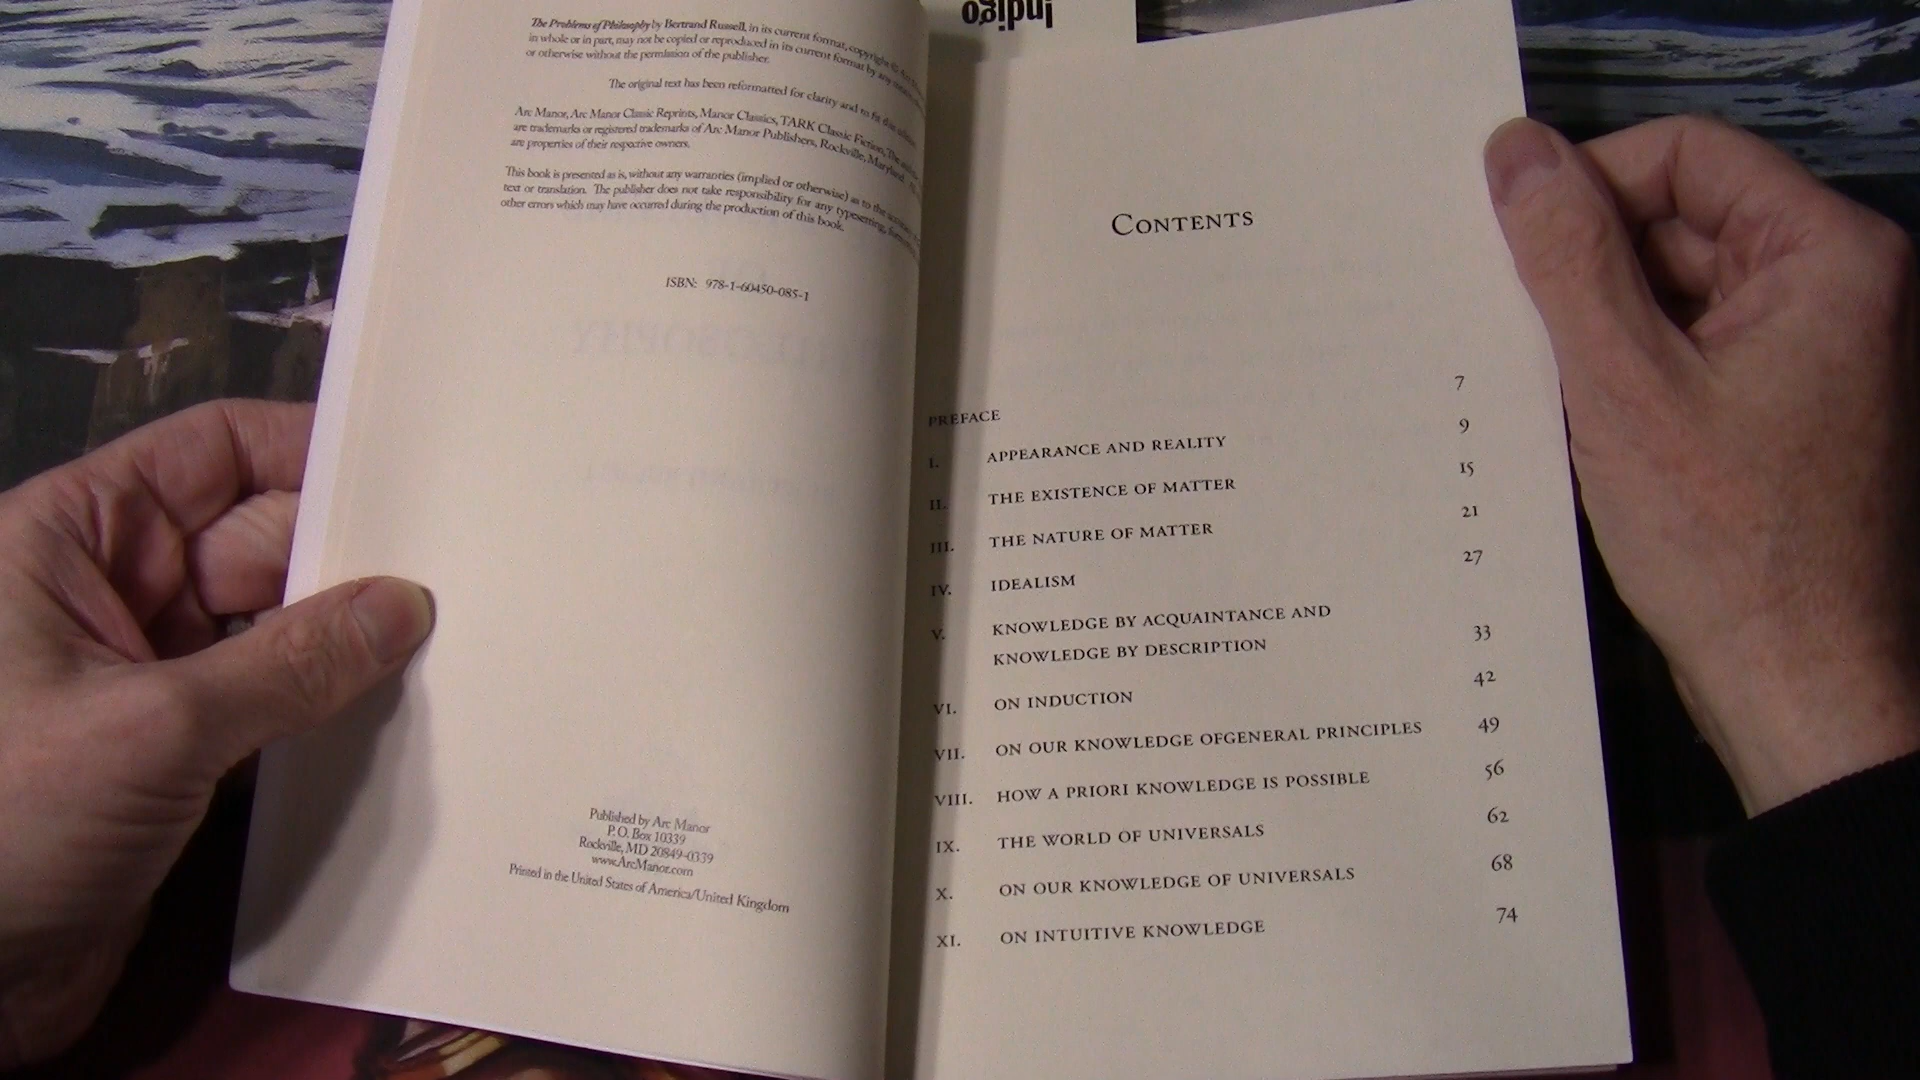 The Problems of Philosophy by Bertrand Russell, in its current format, copyright © Arc
in whole or in part, may not be copied or reproduced in its current format by any
or otherwise without the permission of the publisher.
The original text has been reformatted for clarity and to fit this
Arc Manor, Arc Manor Classic Reprints, Manor Classics, TARK Classic Fiction, The
are trademarks or registered trademarks of Arc Manor Publishers, Rockville, Maryland.
are properties of their respective owners.
This book is presented as is, without any warranties (implied or otherwise) as to the
text or translation. The publisher does not take responsibility for any typesetting,
other errors which may have occurred during the production of this book.
ISBN: 978-1-60450-085-1
Published by Arc Manor
P. O. Box 10339
Rockville, MD 20849-0339
www.ArcManor.com
Printed in the United States of America/United Kingdom
Indigo
CONTENTS
PREFACE 7
I. APPEARANCE AND REALITY 9
II. THE EXISTENCE OF MATTER 15
III. THE NATURE OF MATTER 21
IV. IDEALISM 27
V. KNOWLEDGE BY ACQUAINTANCE AND
KNOWLEDGE BY DESCRIPTION 33
VI. ON INDUCTION 42
VII. ON OUR KNOWLEDGE OFGENERAL PRINCIPLES 49
VIII. HOW A PRIORI KNOWLEDGE IS POSSIBLE 56
IX. THE WORLD OF UNIVERSALS 62
X. ON OUR KNOWLEDGE OF UNIVERSALS 68
XI. ON INTUITIVE KNOWLEDGE 74